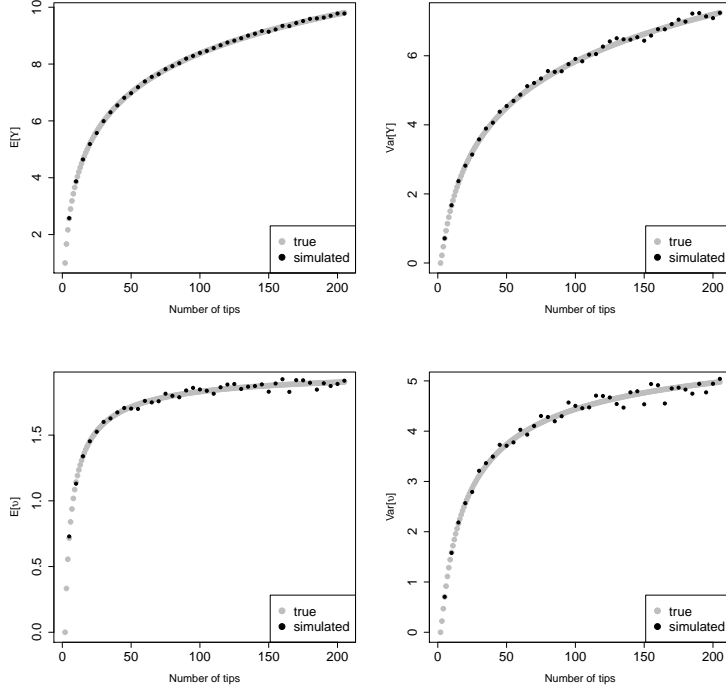 E[Y]
10
8
6
4
2
0 50 100 150 200
Number of tips
true
simulated
Var[Y]
6
4
2
0
0 50 100 150 200
Number of tips
true
simulated
E[υ]
1.5
1.0
0.5
0.0
0 50 100 150 200
Number of tips
true
simulated
Var[υ]
5
4
3
2
1
0
0 50 100 150 200
Number of tips
true
simulated